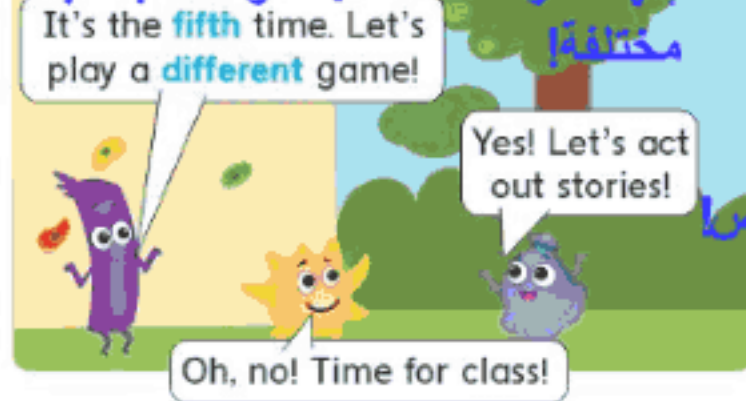 It's the fifth time. Let's
play a different game!
مختلفة!
Yes! Let's act
out stories!
Oh, no! Time for class!